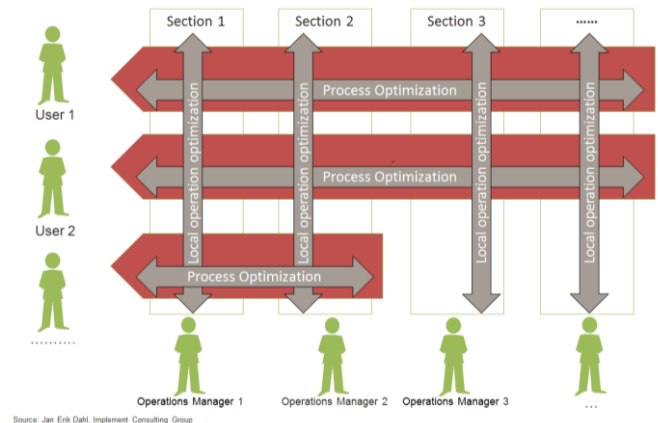 Section 1
Section 2
Section 3
......
Process Optimization
User 1
Process Optimization
User 2
Process Optimization
..........
Local operation optimization
Local operation optimization
Local operation optimization
Local operation optimization
Operations Manager 1
Operations Manager 2
Operations Manager 3
...
Source: Jan Erik Dahl, Implement Consulting Group